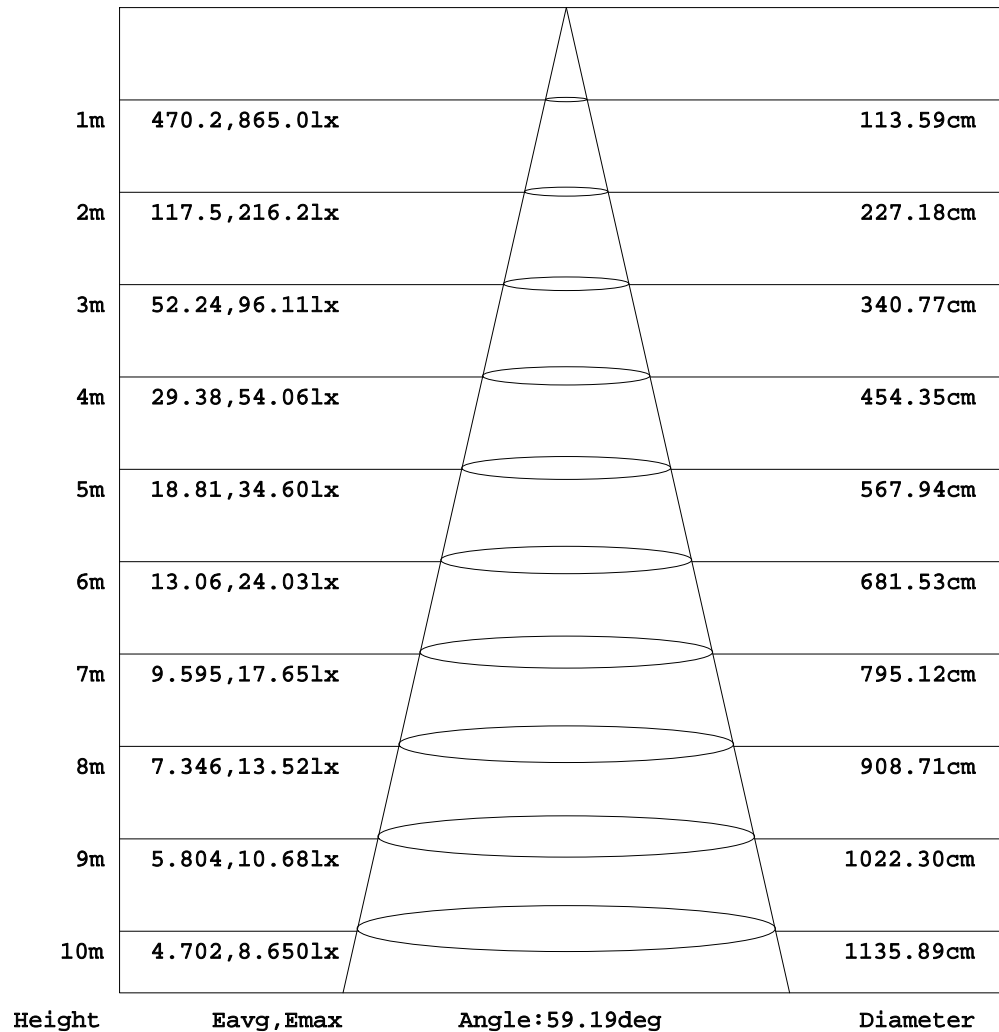 1m 470.2,865.0lx 113.59cm
2m 117.5,216.2lx 227.18cm
3m 52.24,96.11lx 340.77cm
4m 29.38,54.06lx 454.35cm
5m 18.81,34.60lx 567.94cm
6m 13.06,24.03lx 681.53cm
7m 9.595,17.65lx 795.12cm
8m 7.346,13.52lx 908.71cm
9m 5.804,10.68lx 1022.30cm
10m 4.702,8.650lx 1135.89cm
Height Eavg,Emax Angle:59.19deg Diameter